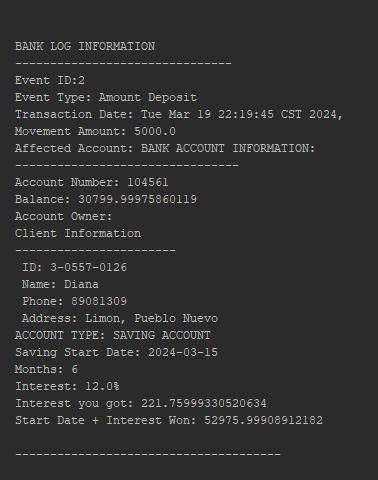 BANK LOG INFORMATION
-------------------------------
Event ID:2
Event Type: Amount Deposit
Transaction Date: Tue Mar 19 22:19:45 CST 2024,
Movement Amount: 5000.0
Affected Account: BANK ACCOUNT INFORMATION:
--------------------------------
Account Number: 104561
Balance: 30799.99975860119
Account Owner:
Client Information
-----------------------
ID: 3-0557-0126
Name: Diana
Phone: 89081309
Address: Limon, Pueblo Nuevo
ACCOUNT TYPE: SAVING ACCOUNT
Saving Start Date: 2024-03-15
Months: 6
Interest: 12.0%
Interest you got: 221.75999330520634
Start Date + Interest Won: 52975.99908912182
--------------------------------------